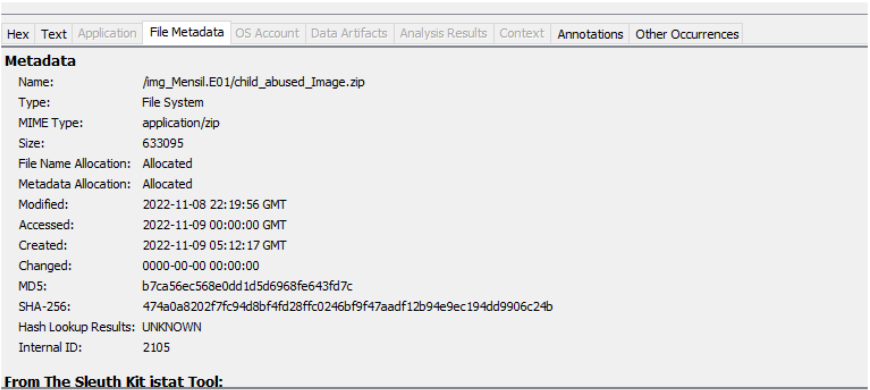 Hex Text Application File Metadata OS Account Data Artifacts Analysis Results Context Annotations Other Occurrences
Metadata
Name: /img_Mensil.E01/child_abused_Image.zip
Type: File System
MIME Type: application/zip
Size: 633095
File Name Allocation: Allocated
Metadata Allocation: Allocated
Modified: 2022-11-08 22:19:56 GMT
Accessed: 2022-11-09 00:00:00 GMT
Created: 2022-11-09 05:12:17 GMT
Changed: 0000-00-00 00:00:00
MD5: b7ca56ec568e0dd1d5d6968fe643fd7c
SHA-256: 474a0a8202f7fc94d8bf4fd28ffc0246bf9f47aadf12b94e9ec194dd9906c24b
Hash Lookup Results: UNKNOWN
Internal ID: 2105
From The Sleuth Kit istat Tool: